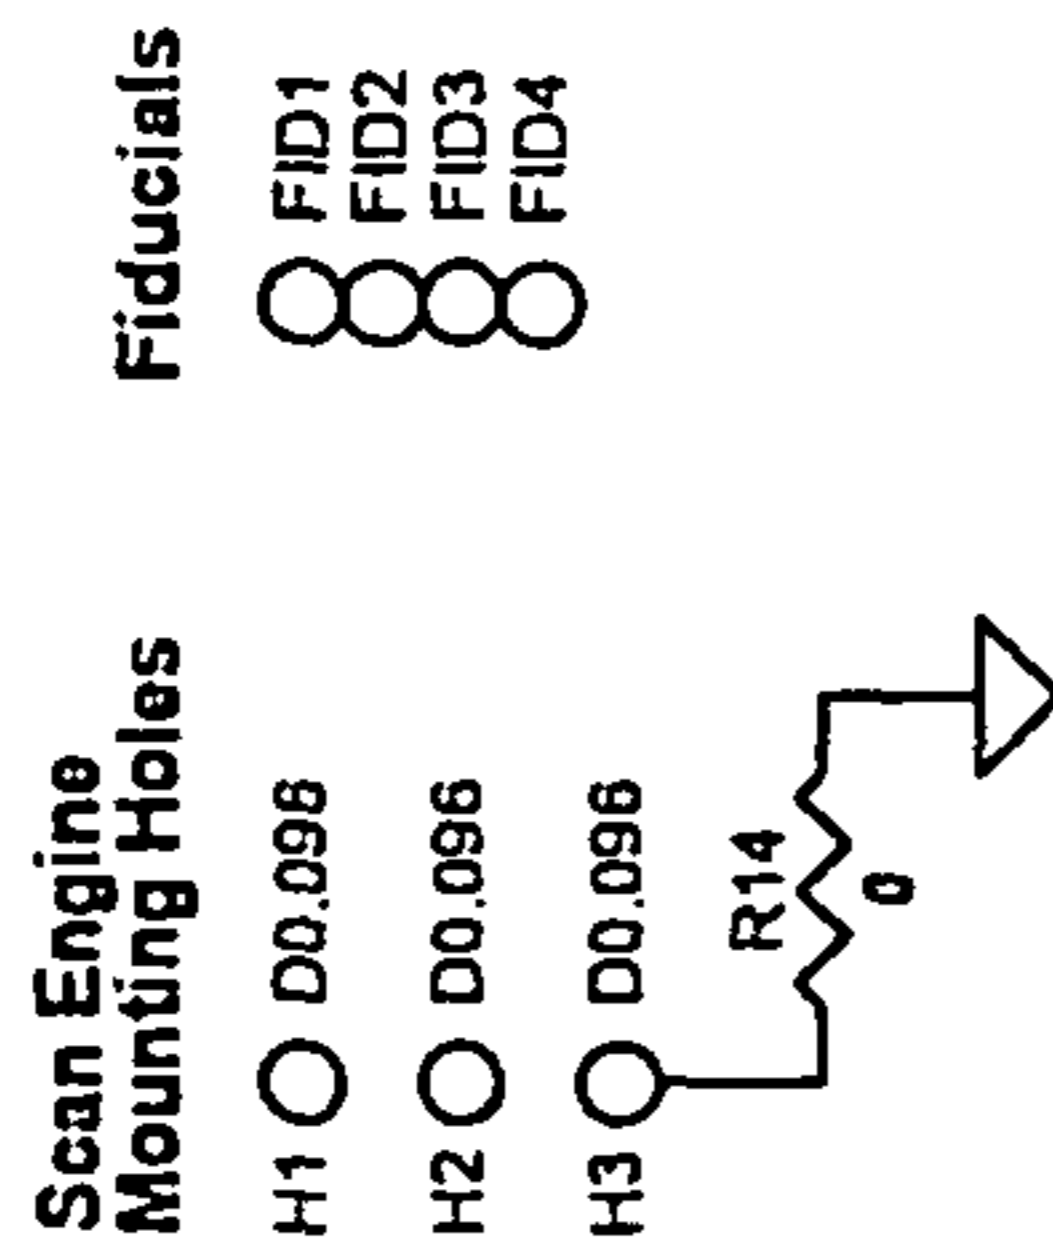 Scan Engine
Mounting Holes
H1 D0.096
H2 D0.096
H3 D0.096
R14
0
Fiducials
FID1
FID2
FID3
FID4